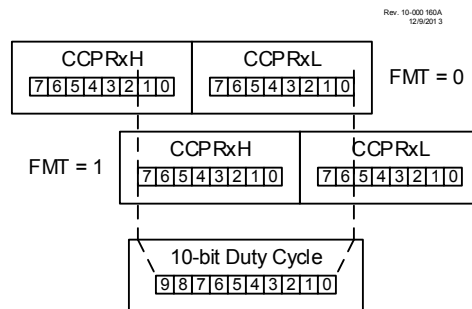 Rev. 10-000 160A
12/9/2013
CCPRxH CCPRxL
7 6 5 4 3 2 1 0 7 6 5 4 3 2 1 0
FMT = 0
CCPRxH CCPRxL
FMT = 1
7 6 5 4 3 2 1 0 7 6 5 4 3 2 1 0
10-bit Duty Cycle
9 8 7 6 5 4 3 2 1 0